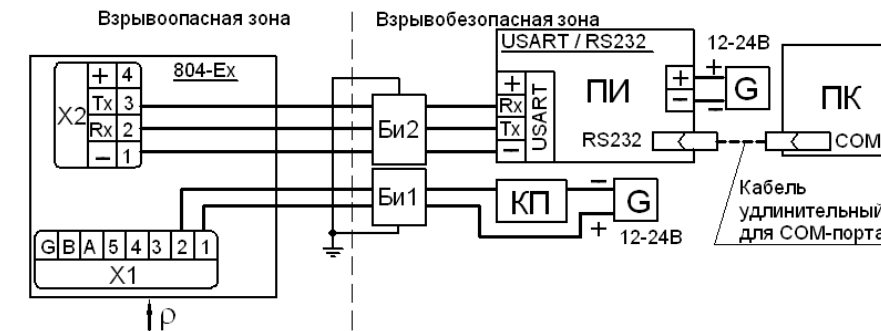 Взрывоопасная зона
Взрывобезопасная зона
804-Ex
X2
+ 4
Tx 3
Rx 2
– 1
Би2
Би1
USART / RS232
+
Rx
Tx
–
USART
ПИ
RS232
+
–
12-24В
+
–
G
ПК
COM
Кабель
удлинительный
для COM-порта
КП
–
G
+
12-24В
G B A 5 4 3 2 1
X1
ρ